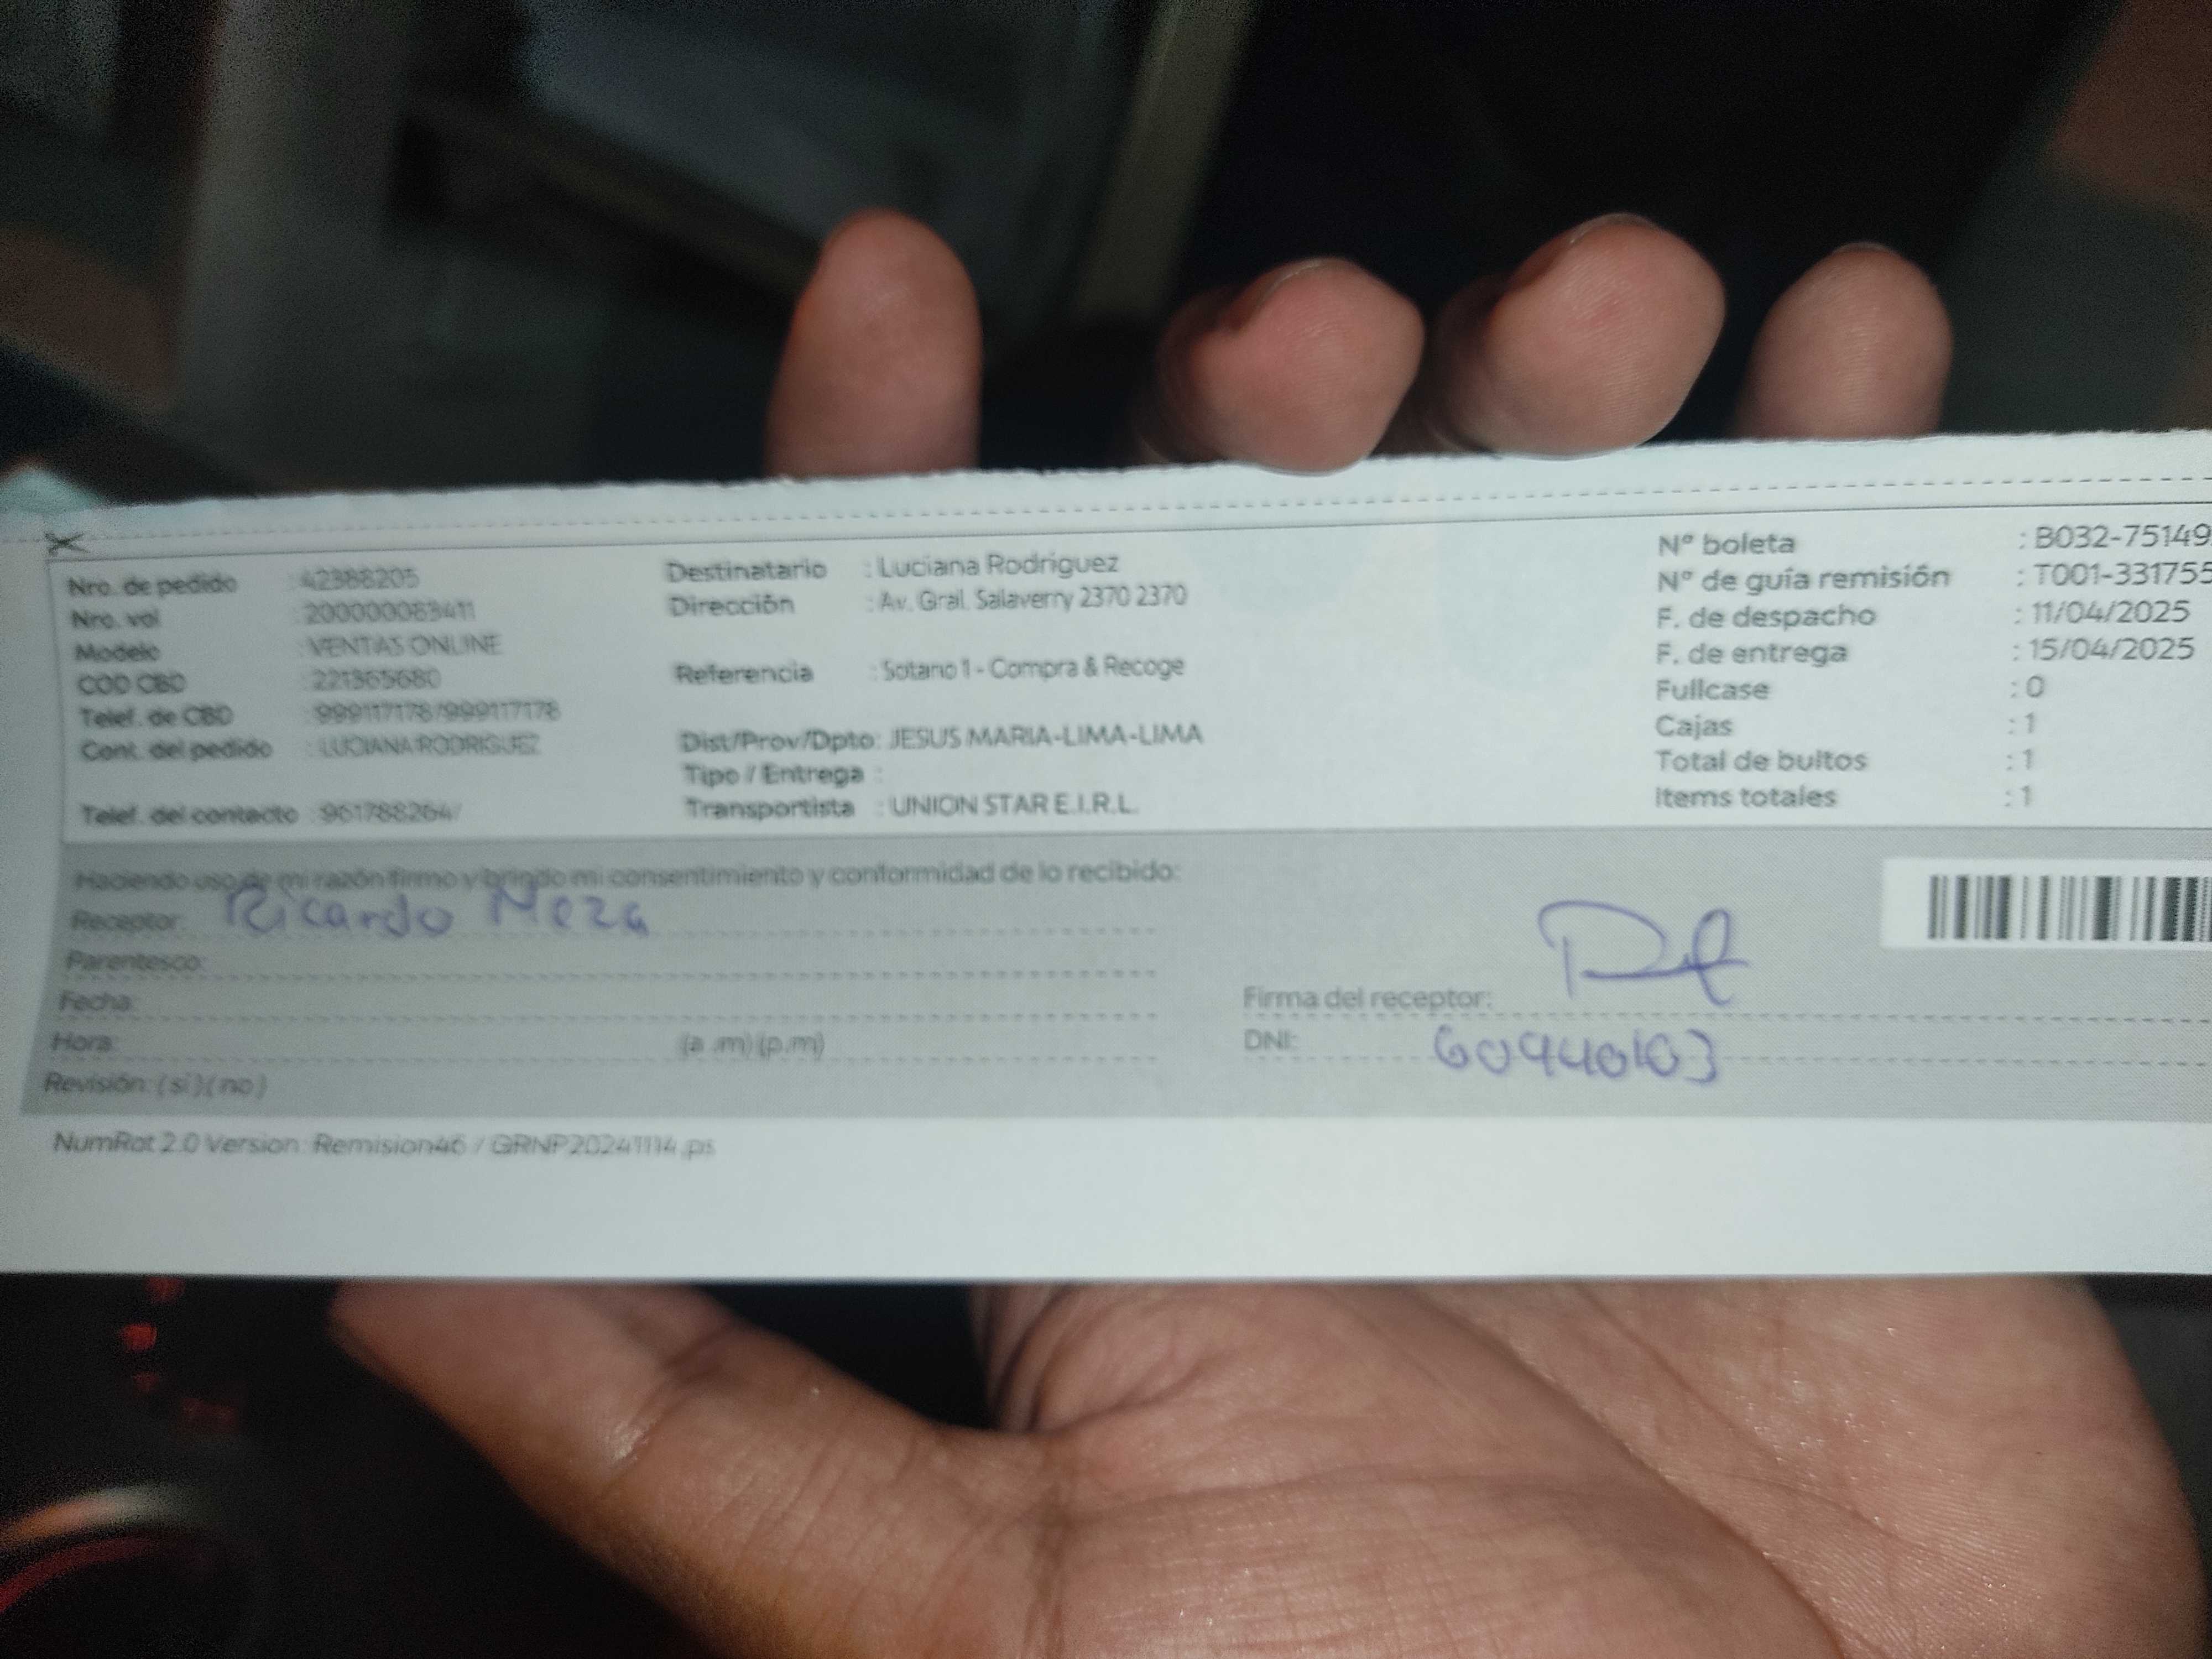 Nro. de pedido : 42388205
Nro. vol : 200000083411
Modelo : VENTAS ONLINE
COD CBD : 221365680
Telef. de CBD : 999117178/999117178
Cont. del pedido : LUCIANA RODRIGUEZ
Telef. del contacto : 961788264/
Destinatario : Luciana Rodriguez
Dirección : Av. Gral. Salaverry 2370 2370
Referencia : Sotano 1 - Compra & Recoge
Dist/Prov/Dpto: JESUS MARIA-LIMA-LIMA
Tipo / Entrega :
Transportista : UNION STAR E.I.R.L.
N° boleta : B032-75149
N° de guía remisión : T001-331755
F. de despacho : 11/04/2025
F. de entrega : 15/04/2025
Fullcase : 0
Cajas : 1
Total de bultos : 1
Items totales : 1
Haciendo uso de mi razón firmo y brindo mi consentimiento y conformidad de lo recibido:
Receptor: Ricardo Meza
Parentesco:
Fecha:
Hora: (a .m) (p.m)
Revisión: (si) (no)
Firma del receptor:
DNI: 60940103
NumRot 2.0 Version: Remision46 / GRNP20241114.ps